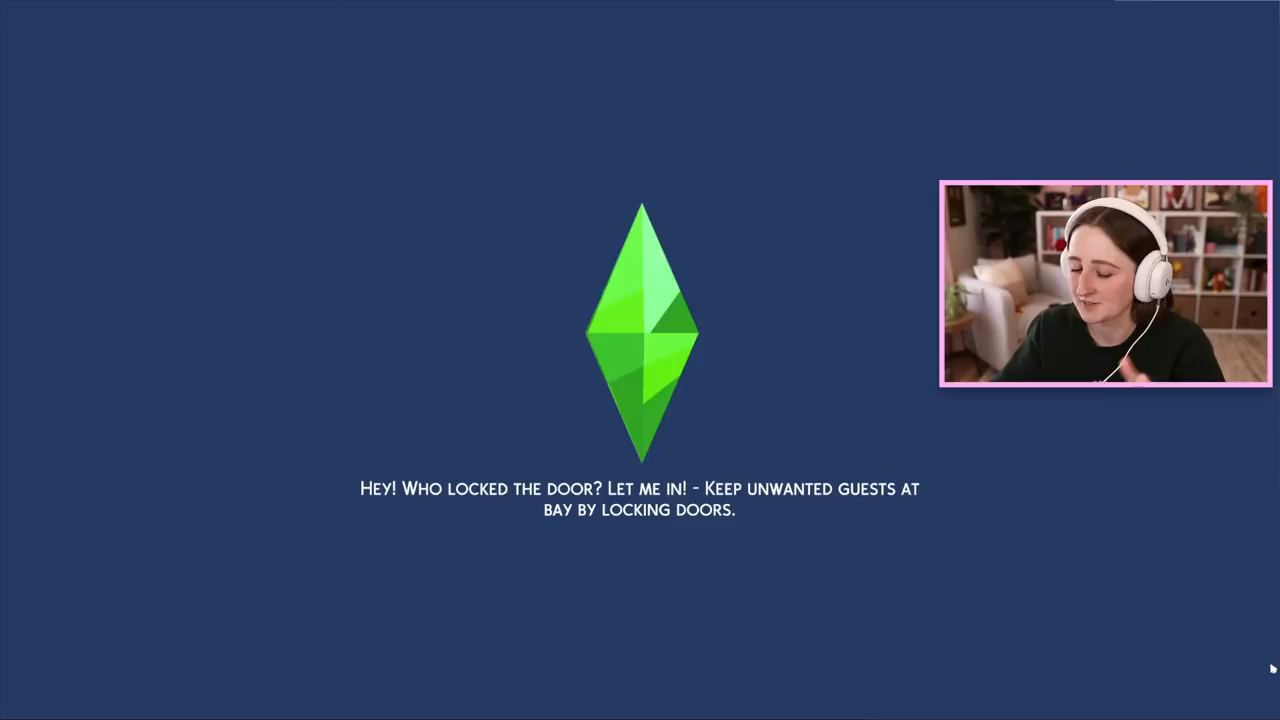 Hey! Who locked the door? Let me in! - Keep unwanted guests at
bay by locking doors.